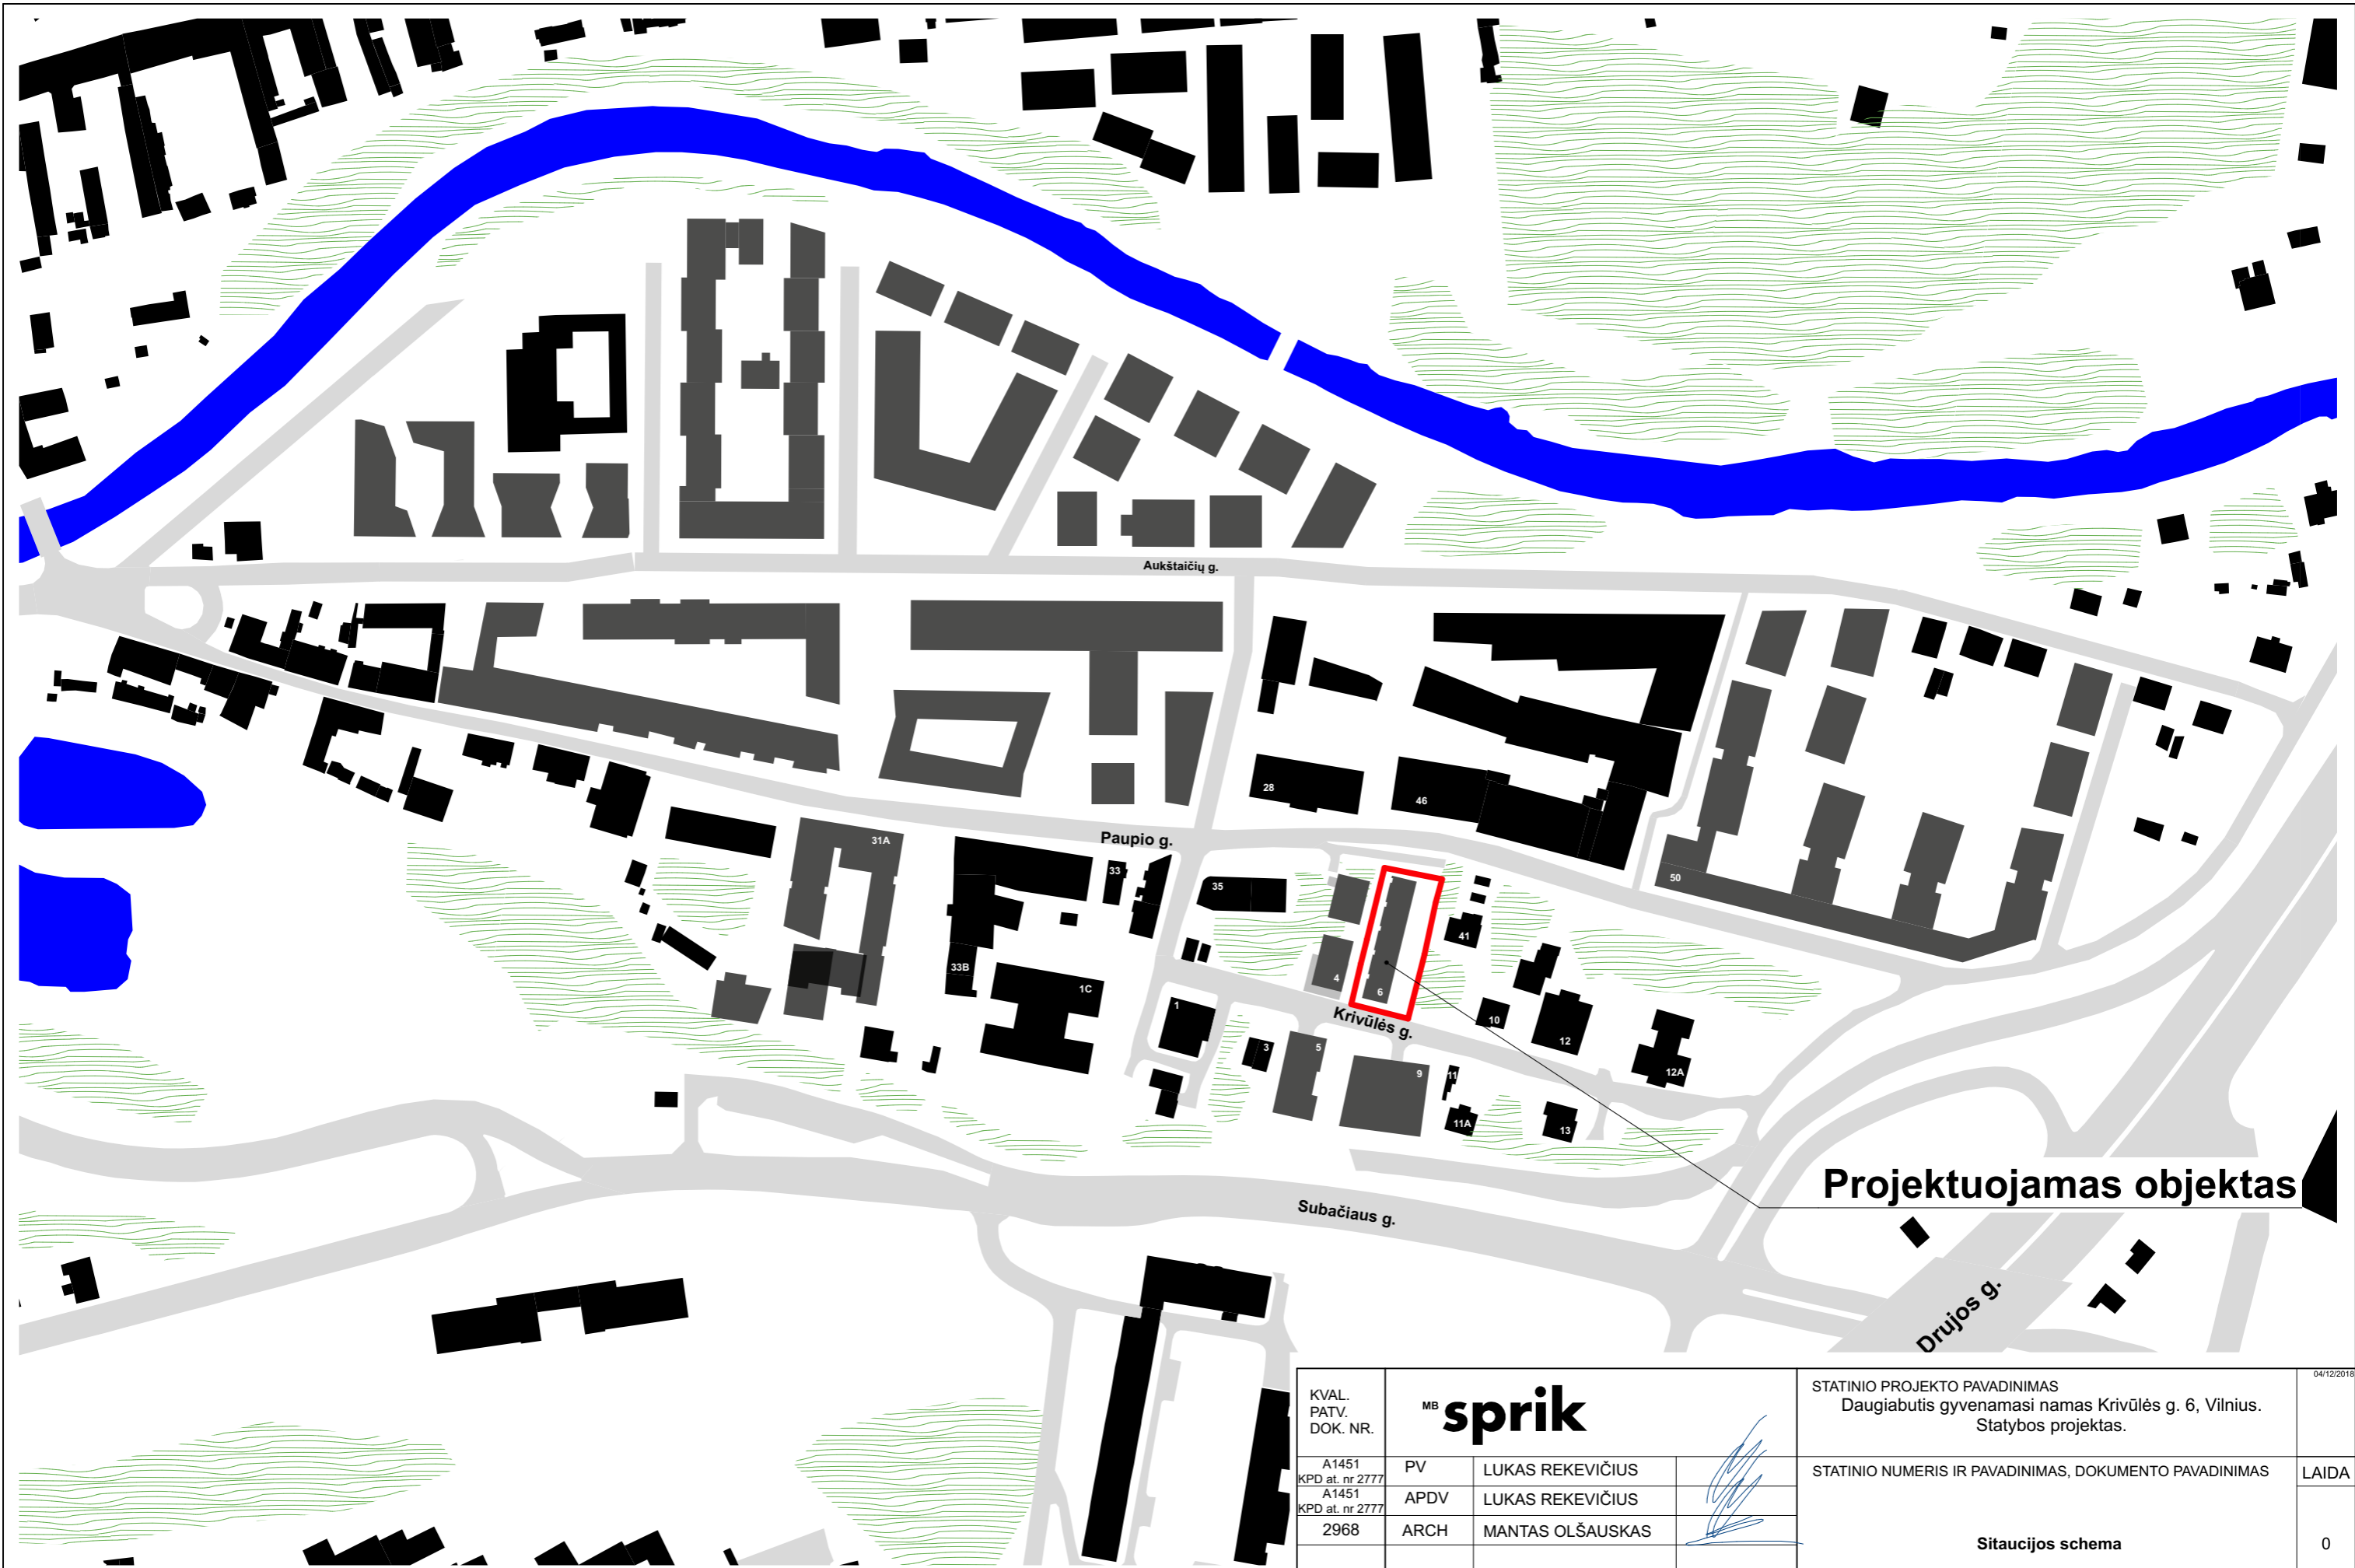 Aukštaičių g.
28
46
31A
Paupio g.
33
35
50
41
33B
1C
4
6
1
Krivūlės g.
10
3
5
12
9
11
12A
11A
13
Projektuojamas objektas
Subačiaus g.
Drujos g.
KVAL.
PATV.
DOK. NR.
MB sprik
STATINIO PROJEKTO PAVADINIMAS
Daugiabutis gyvenamasi namas Krivūlės g. 6, Vilnius.
Statybos projektas.
04/12/2018
A1451
KPD at. nr 2777
PV
LUKAS REKEVIČIUS
STATINIO NUMERIS IR PAVADINIMAS, DOKUMENTO PAVADINIMAS
LAIDA
A1451
KPD at. nr 2777
APDV
LUKAS REKEVIČIUS
2968
ARCH
MANTAS OLŠAUSKAS
Sitaucijos schema
0